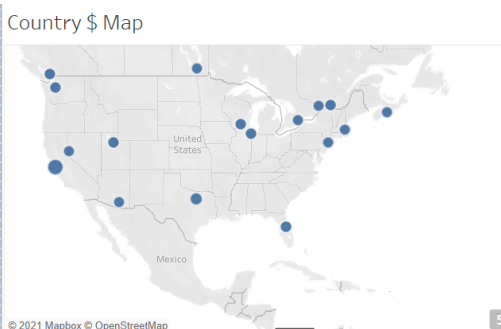 Country $ Map
United
States
Mexico
© 2021 Mapbox © OpenStreetMap